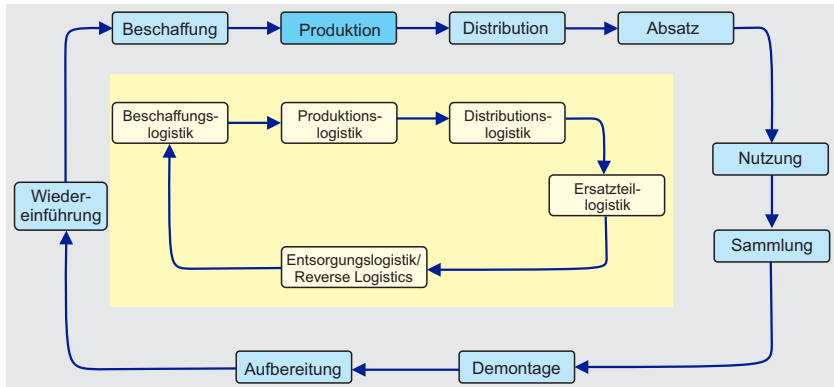 Beschaffung
Produktion
Distribution
Absatz
Beschaffungs-
logistik
Produktions-
logistik
Distributions-
logistik
Nutzung
Wieder-
einführung
Ersatzteil-
logistik
Sammlung
Entsorgungslogistik/
Reverse Logistics
Aufbereitung
Demontage